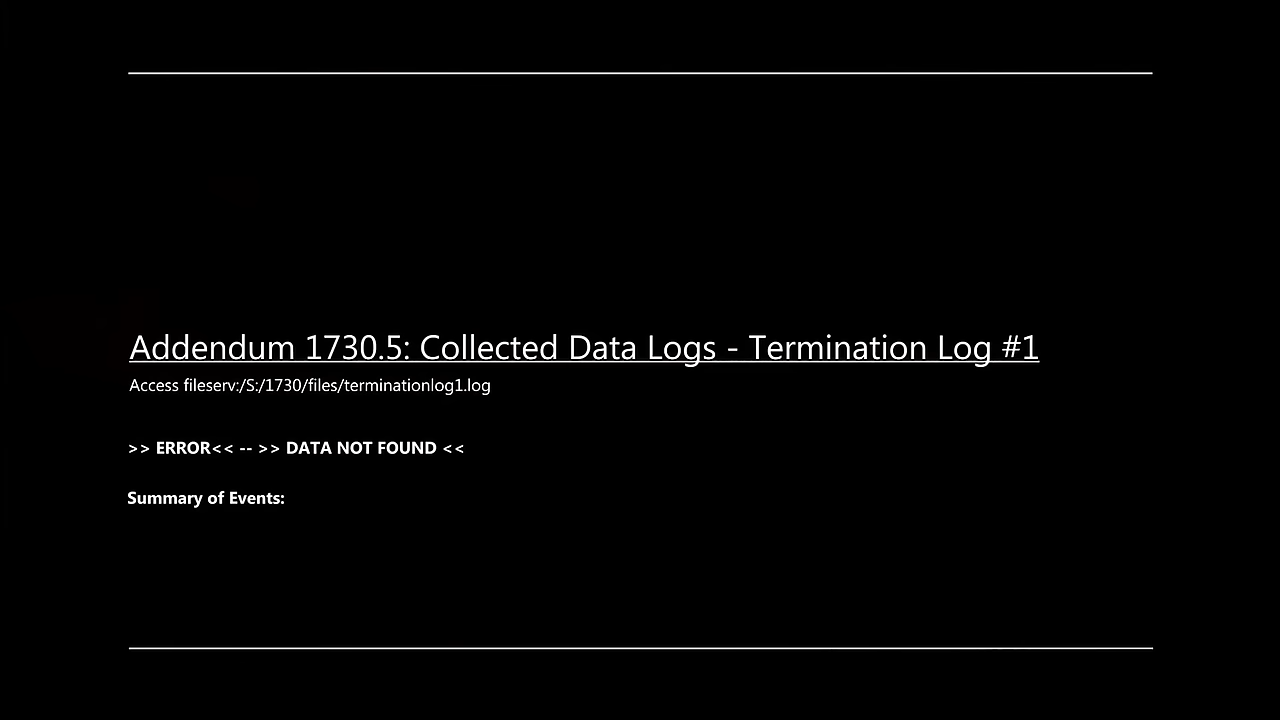 Addendum 1730.5: Collected Data Logs - Termination Log #1
Access fileserv:/S:/1730/files/terminationlog1.log
>> ERROR<< -- >> DATA NOT FOUND <<
Summary of Events: